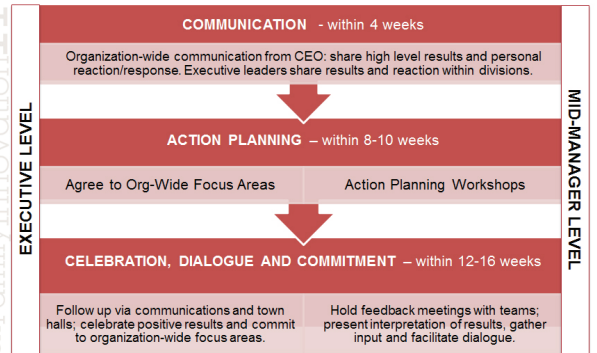 COMMUNICATION - within 4 weeks
Organization-wide communication from CEO: share high level results and personal
reaction/response. Executive leaders share results and reaction within divisions.
EXECUTIVE LEVEL
MID-MANAGER LEVEL
ACTION PLANNING – within 8-10 weeks
Agree to Org-Wide Focus Areas
Action Planning Workshops
CELEBRATION, DIALOGUE AND COMMITMENT – within 12-16 weeks
Follow up via communications and town
halls; celebrate positive results and commit
to organization-wide focus areas.
Hold feedback meetings with teams;
present interpretation of results, gather
input and facilitate dialogue.